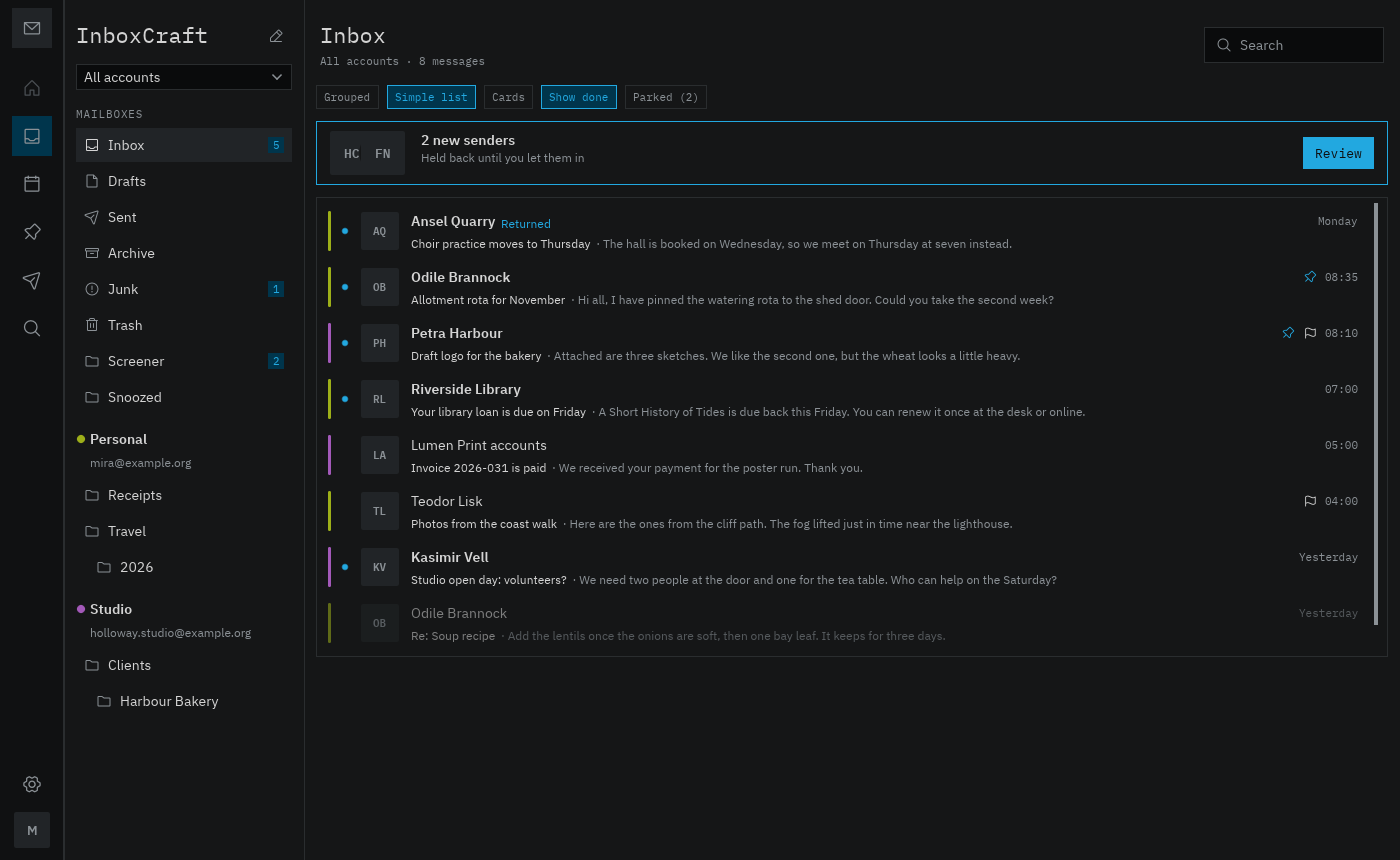 InboxCraft
All accounts
MAILBOXES
Inbox 5
Drafts
Sent
Archive
Junk 1
Trash
Screener 2
Snoozed
Personal
mira@example.org
Receipts
Travel
2026
Studio
holloway.studio@example.org
Clients
Harbour Bakery
M
Inbox
All accounts · 8 messages
Search
Grouped Simple list Cards Show done Parked (2)
HC FN
2 new senders
Held back until you let them in
Review
AQ
Ansel Quarry Returned Monday
Choir practice moves to Thursday · The hall is booked on Wednesday, so we meet on Thursday at seven instead.
OB
Odile Brannock 08:35
Allotment rota for November · Hi all, I have pinned the watering rota to the shed door. Could you take the second week?
PH
Petra Harbour 08:10
Draft logo for the bakery · Attached are three sketches. We like the second one, but the wheat looks a little heavy.
RL
Riverside Library 07:00
Your library loan is due on Friday · A Short History of Tides is due back this Friday. You can renew it once at the desk or online.
LA
Lumen Print accounts 05:00
Invoice 2026-031 is paid · We received your payment for the poster run. Thank you.
TL
Teodor Lisk 04:00
Photos from the coast walk · Here are the ones from the cliff path. The fog lifted just in time near the lighthouse.
KV
Kasimir Vell Yesterday
Studio open day: volunteers? · We need two people at the door and one for the tea table. Who can help on the Saturday?
OB
Odile Brannock Yesterday
Re: Soup recipe · Add the lentils once the onions are soft, then one bay leaf. It keeps for three days.